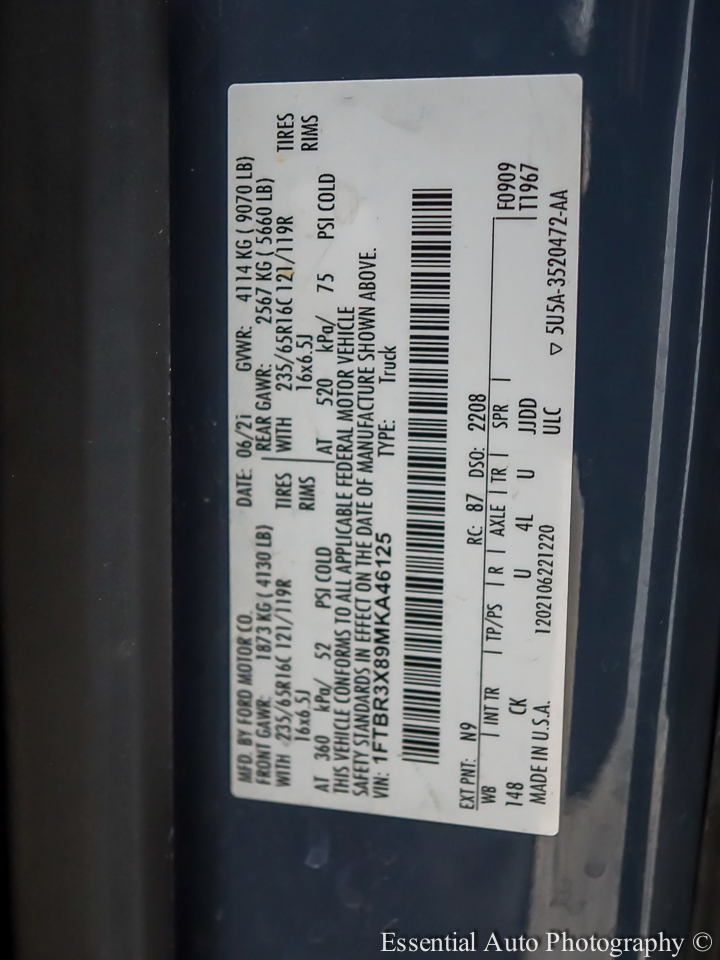 MFD. BY FORD MOTOR CO. DATE: 06/21 GVWR: 4114 KG ( 9070 LB)
FRONT GAWR: 1873 KG ( 4130 LB) REAR GAWR: 2567 KG ( 5660 LB)
WITH 235/65R16C 121/119R TIRES WITH 235/65R16C 121/119R TIRES
16x6.5J RIMS 16x6.5J RIMS
AT 360 kPa/ 52 PSI COLD AT 520 kPa/ 75 PSI COLD
THIS VEHICLE CONFORMS TO ALL APPLICABLE FEDERAL MOTOR VEHICLE
SAFETY STANDARDS IN EFFECT ON THE DATE OF MANUFACTURE SHOWN ABOVE.
VIN: 1FTBR3X89MKA46125 TYPE: Truck
EXT PNT: N9 RC: 87 DSO: 2208
WB INT TR TP/PS R AXLE TR SPR F0909
148 CK U 4L U JJDD T1967
MADE IN U.S.A. 1202106221220 ULC ▽ 5U5A-3520472-AA
Essential Auto Photography ©